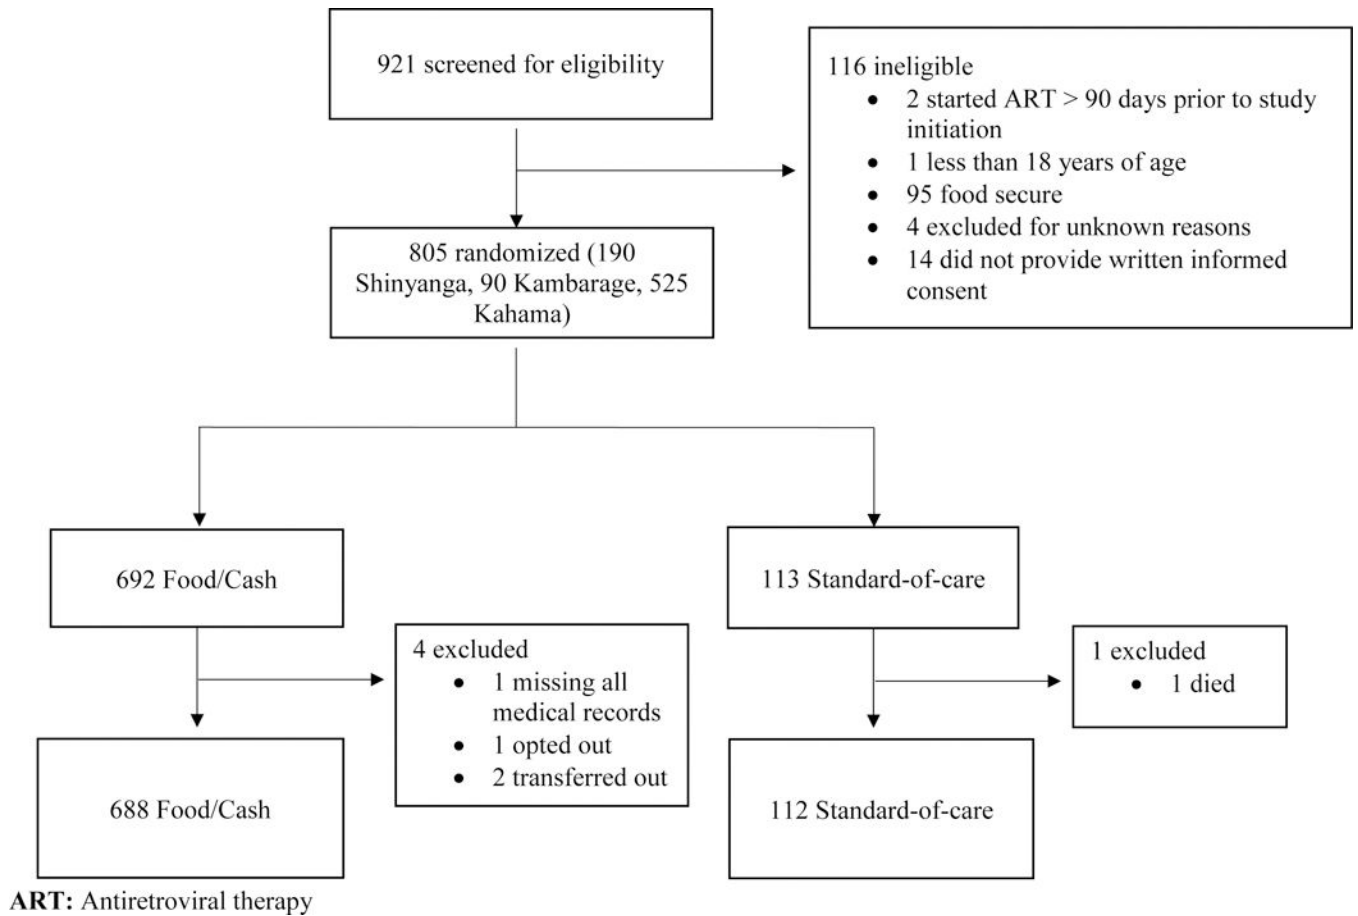 921 screened for eligibility
116 ineligible
• 2 started ART > 90 days prior to study
initiation
• 1 less than 18 years of age
• 95 food secure
• 4 excluded for unknown reasons
• 14 did not provide written informed
consent
805 randomized (190
Shinyanga, 90 Kambarage, 525
Kahama)
692 Food/Cash
113 Standard-of-care
4 excluded
• 1 missing all
medical records
• 1 opted out
• 2 transferred out
1 excluded
• 1 died
688 Food/Cash
112 Standard-of-care
ART: Antiretroviral therapy